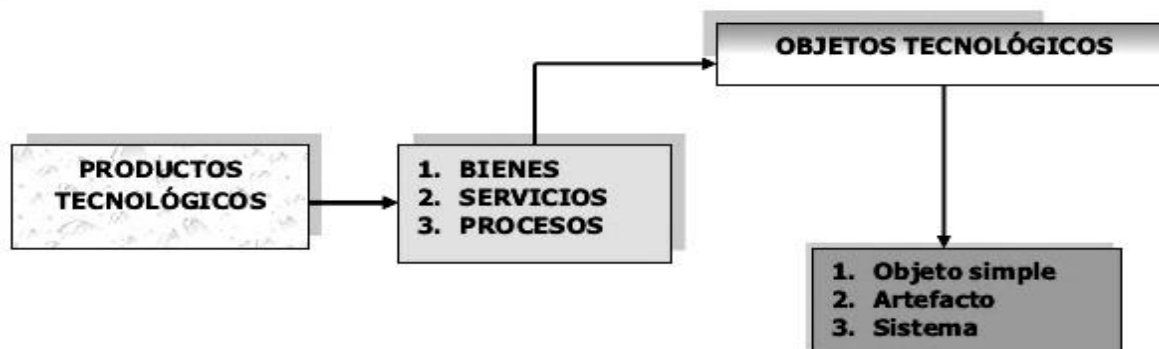 PRODUCTOS
TECNOLÓGICOS
1. BIENES
2. SERVICIOS
3. PROCESOS
OBJETOS TECNOLÓGICOS
1. Objeto simple
2. Artefacto
3. Sistema